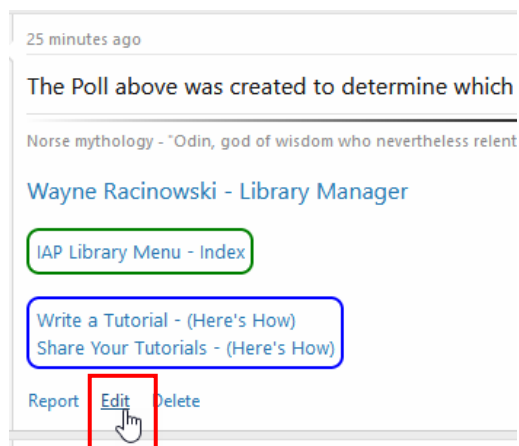 25 minutes ago
The Poll above was created to determine which
Norse mythology - "Odin, god of wisdom who nevertheless relent
Wayne Racinowski - Library Manager
IAP Library Menu - Index
Write a Tutorial - (Here's How)
Share Your Tutorials - (Here's How)
Report Edit Delete